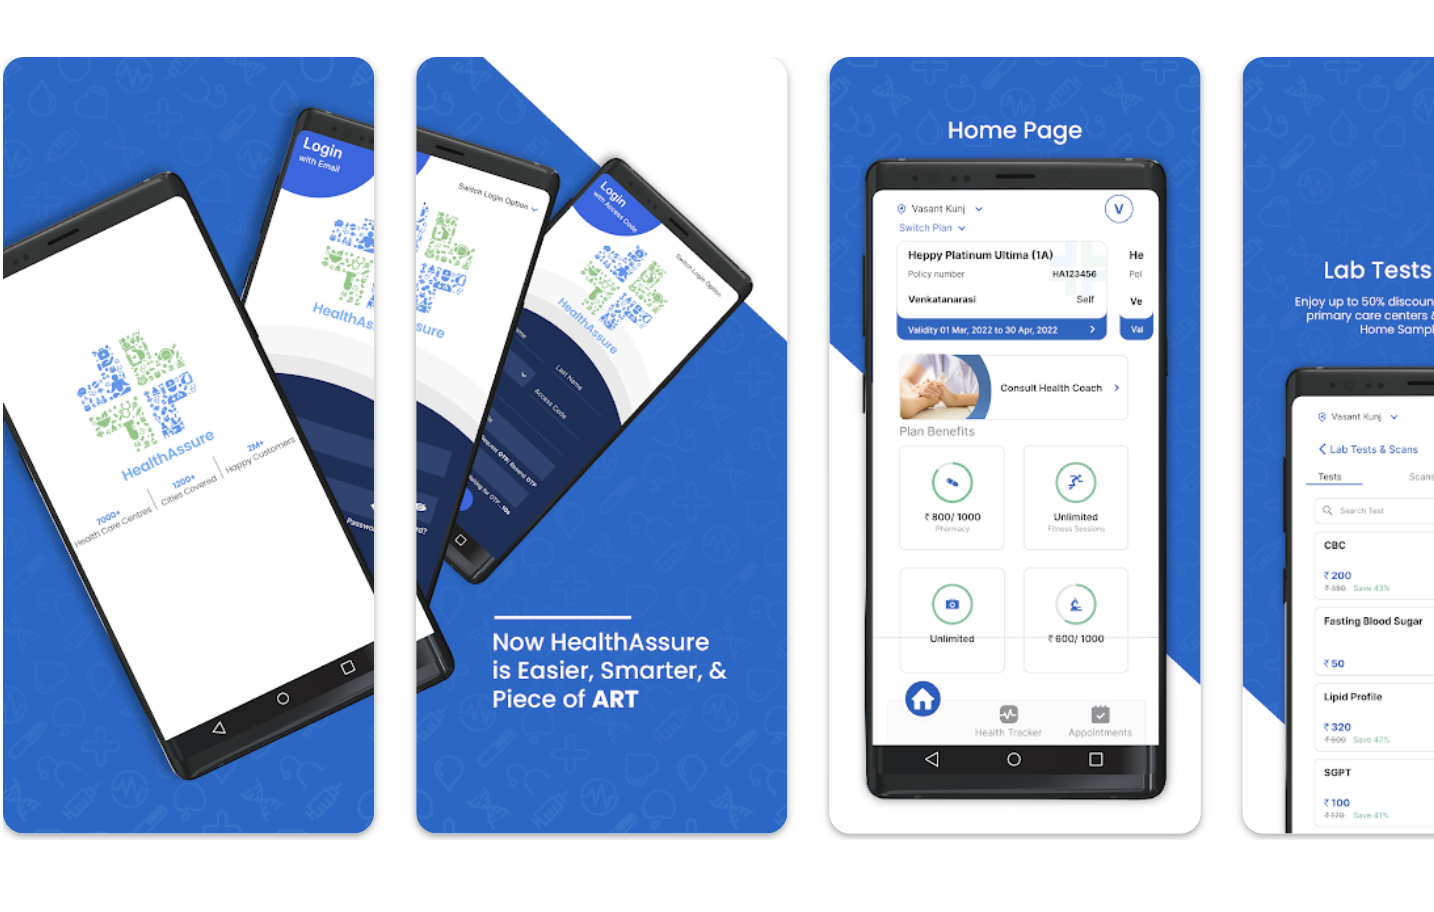 HealthAssure
7000+
Health Care Centres
1200+
Cities Covered
2M+
Happy Customers
Login
with Email
HealthAssure
Switch Login Option
Login
with Access Code
Switch Login Option
HealthAssure
Last Name
Access Code
Request OTP/ Resend OTP
Waiting for OTP... 10s
Now HealthAssure
is Easier, Smarter, &
Piece of ART
Home Page
Vasant Kunj
V
Switch Plan
Heppy Platinum Ultima (1A)
Policy number
HA123456
Venkatanarasi
Self
Validity 01 Mar, 2022 to 30 Apr, 2022
He
Pol
Ve
Val
Consult Health Coach
Plan Benefits
₹ 800/ 1000
Pharmacy
Unlimited
Fitness Sessions
Unlimited
₹ 600/ 1000
Health Tracker
Appointments
Lab Tests
Enjoy up to 50% discoun
primary care centers &
Home Sampl
Vasant Kunj
Lab Tests & Scans
Tests
Scans
Search Test
CBC
₹ 200
₹ 350 Save 43%
Fasting Blood Sugar
₹ 50
Lipid Profile
₹ 320
₹ 600 Save 47%
SGPT
₹ 100
₹ 170 Save 41%